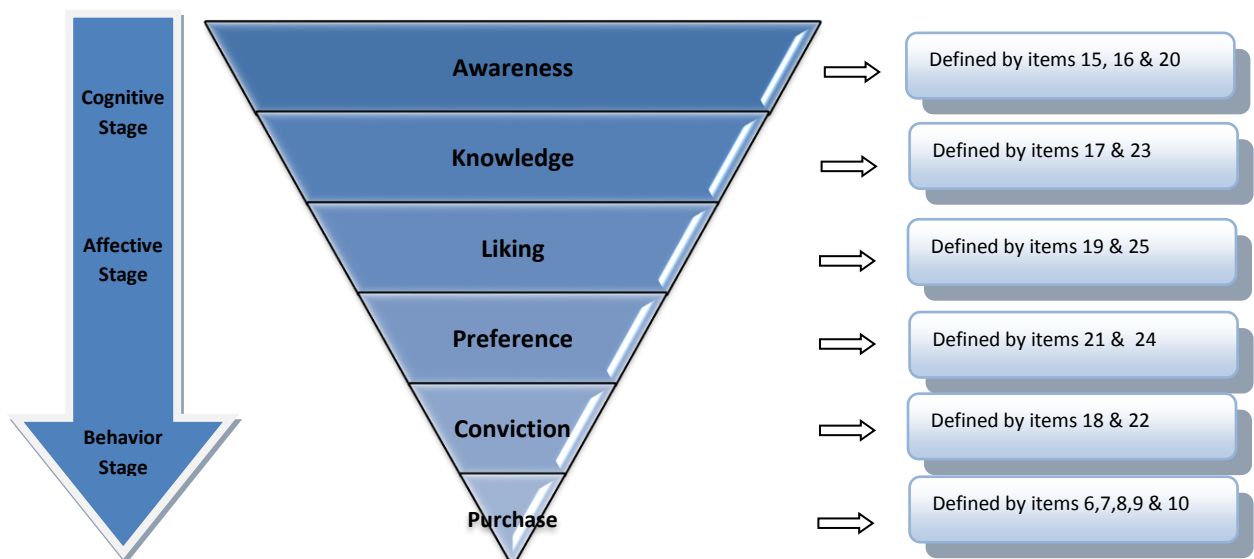 Cognitive
Stage
Affective
Stage
Behavior
Stage
Awareness
Knowledge
Liking
Preference
Conviction
Purchase
Defined by items 15, 16 & 20
Defined by items 17 & 23
Defined by items 19 & 25
Defined by items 21 &  24
Defined by items 18 & 22
Defined by items 6,7,8,9 & 10